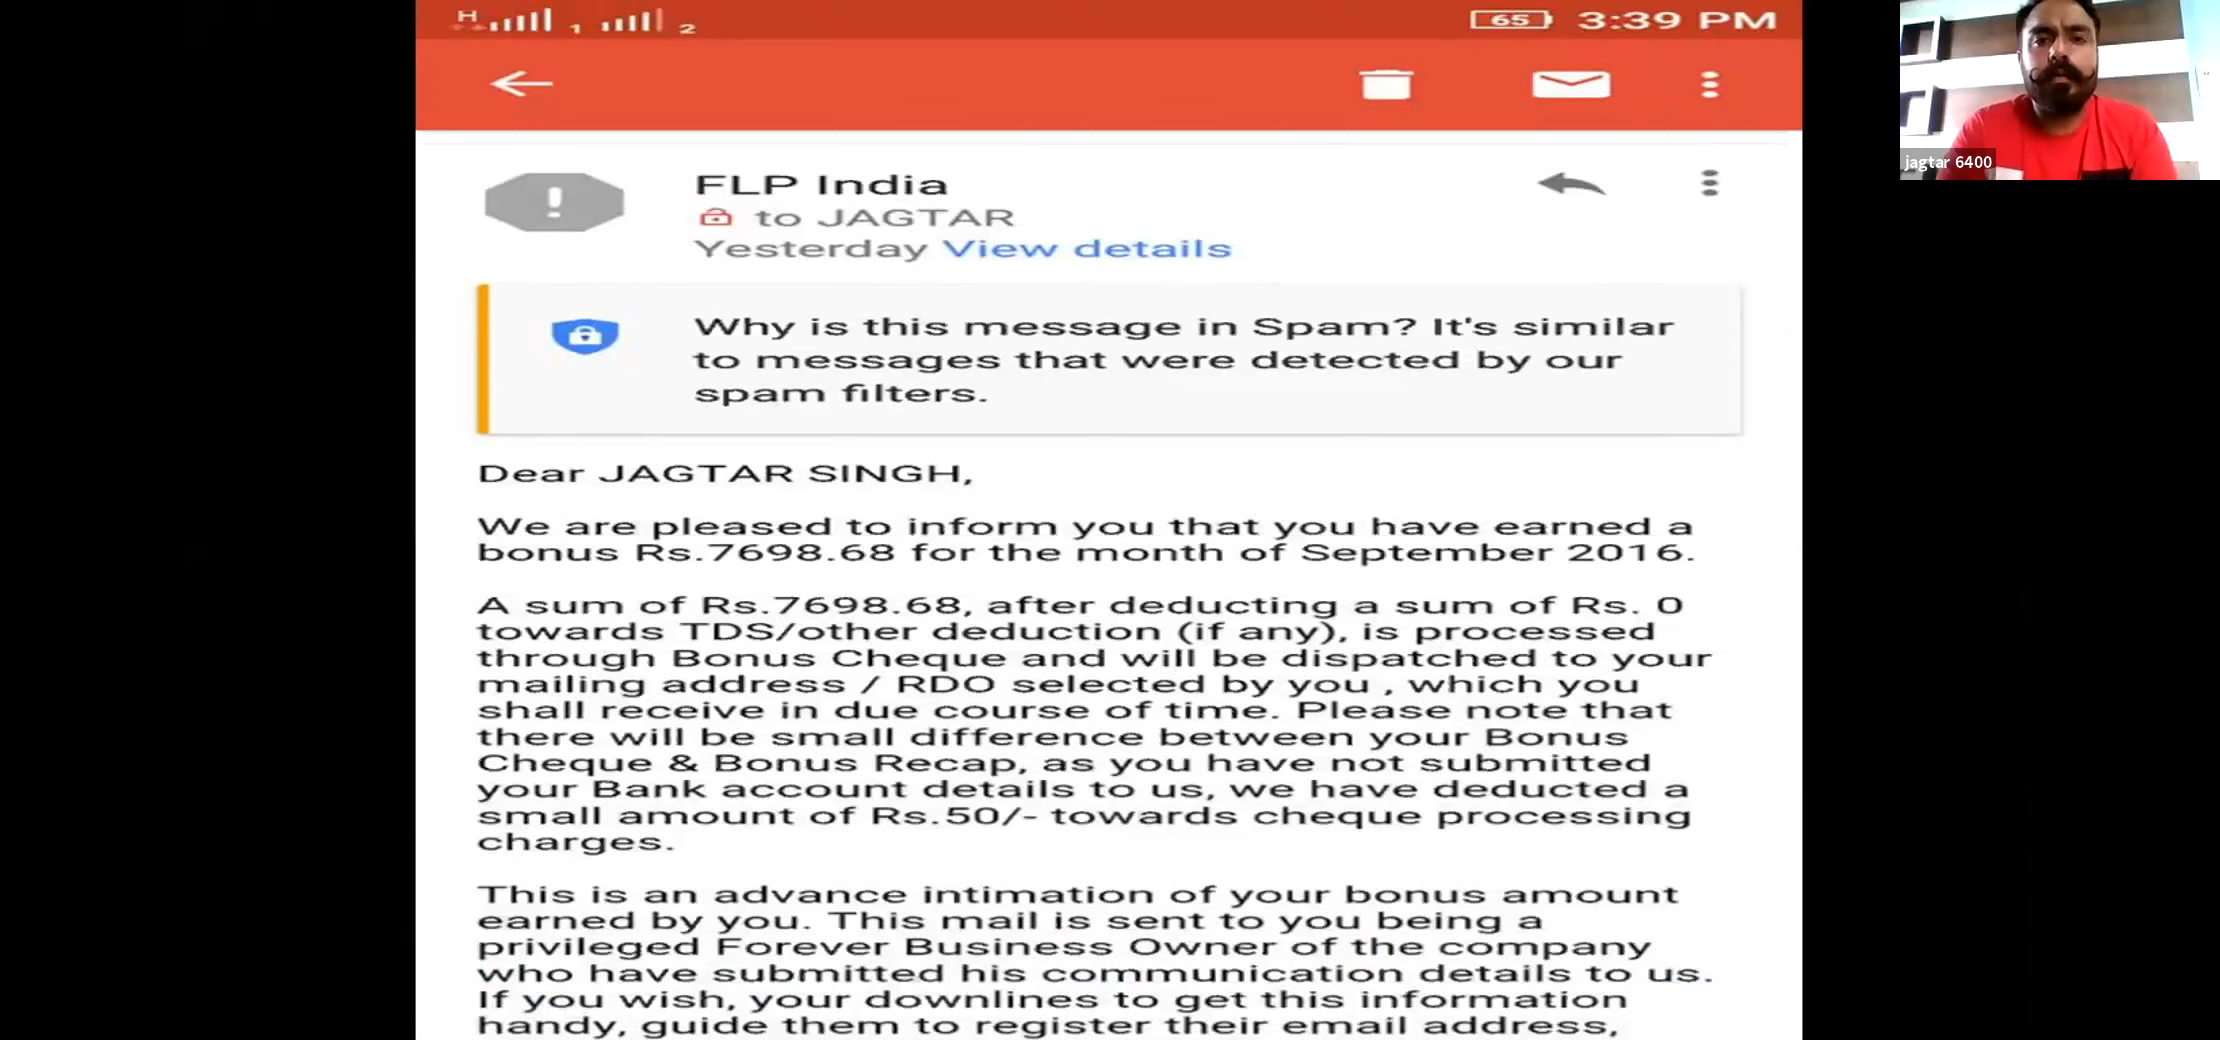 H 1 2 65 3:39 PM
FLP India
to JAGTAR
Yesterday View details
Why is this message in Spam? It's similar
to messages that were detected by our
spam filters.
Dear JAGTAR SINGH,
We are pleased to inform you that you have earned a
bonus Rs.7698.68 for the month of September 2016.
A sum of Rs.7698.68, after deducting a sum of Rs. 0
towards TDS/other deduction (if any), is processed
through Bonus Cheque and will be dispatched to your
mailing address / RDO selected by you , which you
shall receive in due course of time. Please note that
there will be small difference between your Bonus
Cheque & Bonus Recap, as you have not submitted
your Bank account details to us, we have deducted a
small amount of Rs.50/- towards cheque processing
charges.
This is an advance intimation of your bonus amount
earned by you. This mail is sent to you being a
privileged Forever Business Owner of the company
who have submitted his communication details to us.
If you wish, your downlines to get this information
handy, guide them to register their email address,
jagtar 6400